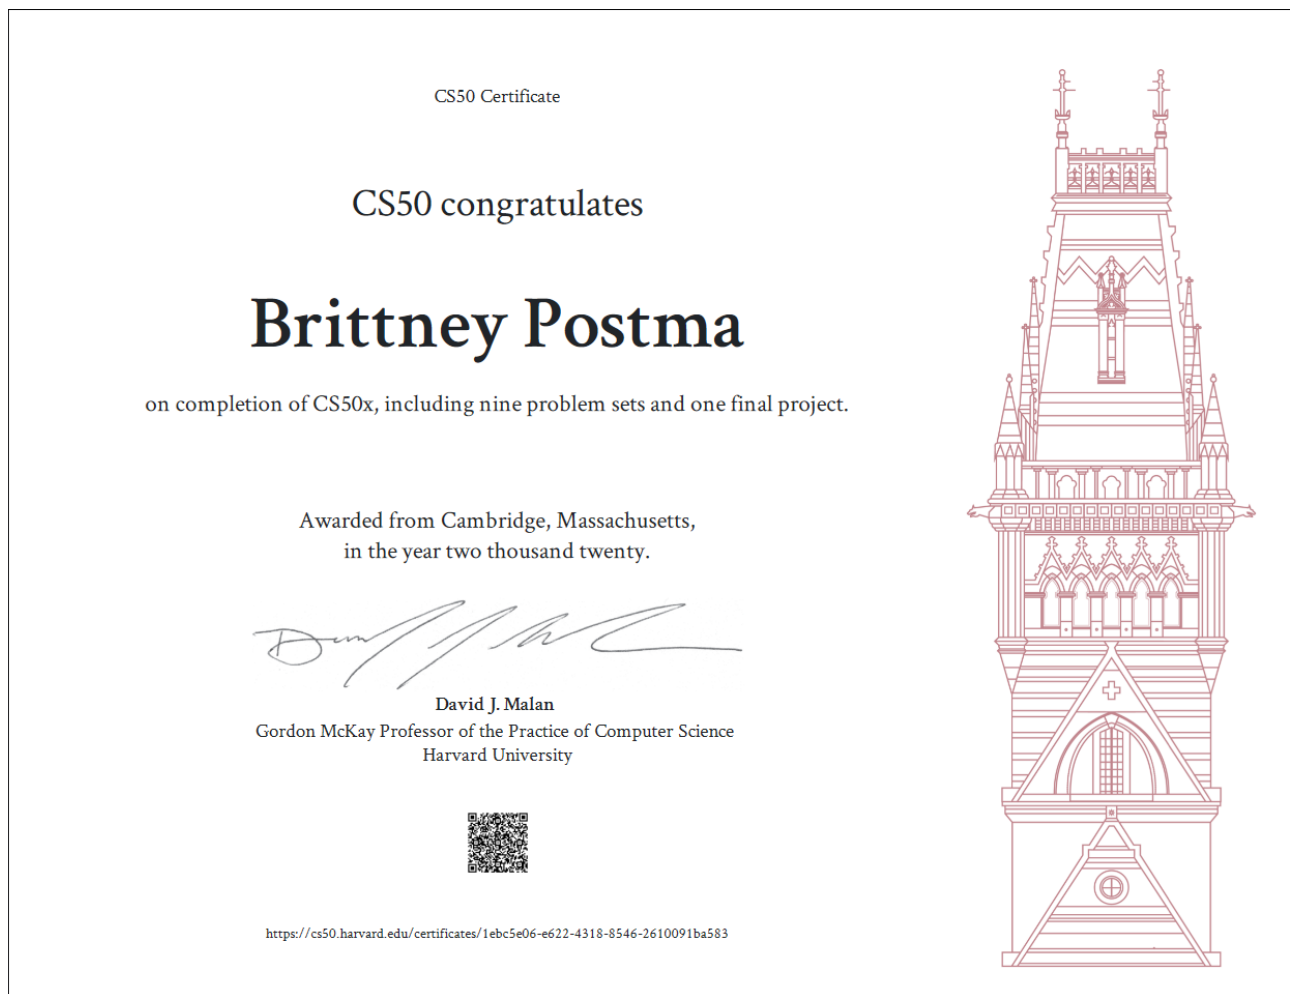 CS50 Certificate
CS50 congratulates
Brittney Postma
on completion of CS50x, including nine problem sets and one final project.
Awarded from Cambridge, Massachusetts,
in the year two thousand twenty.
David J. Malan
Gordon McKay Professor of the Practice of Computer Science
Harvard University
https://cs50.harvard.edu/certificates/1ebc5e06-e622-4318-8546-2610091ba583